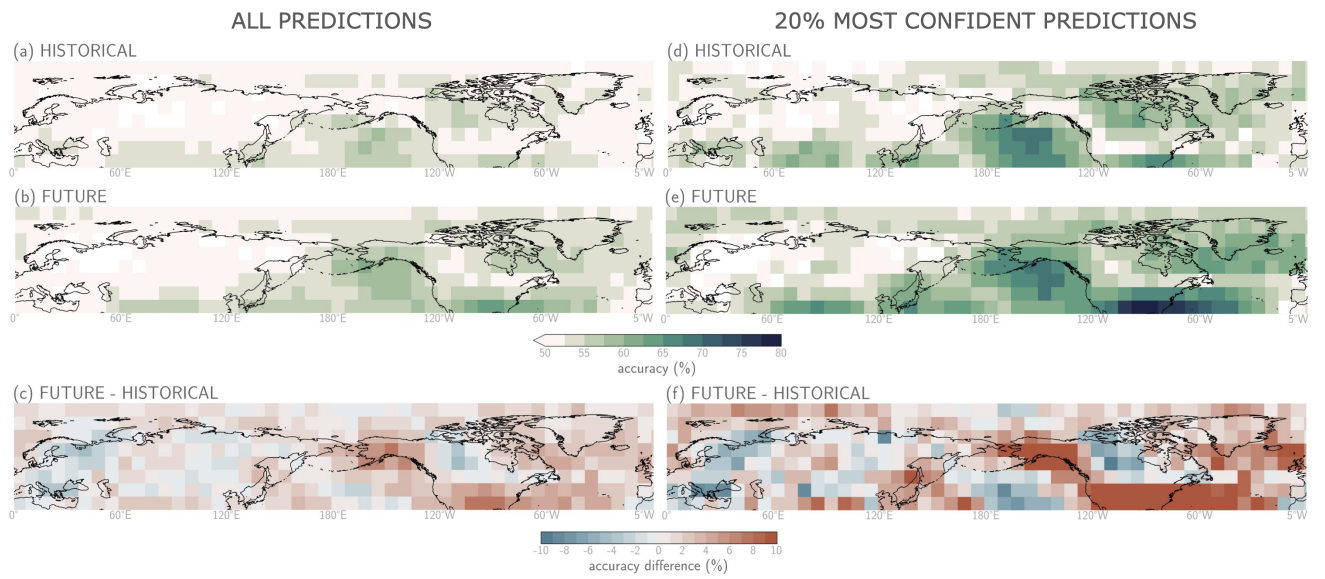 ALL PREDICTIONS
20% MOST CONFIDENT PREDICTIONS
(a) HISTORICAL
(d) HISTORICAL
0° 60°E 120°E 180°E 120°W 60°W 5°W
0° 60°E 120°E 180°E 120°W 60°W 5°W
(b) FUTURE
(e) FUTURE
0° 60°E 120°E 180°E 120°W 60°W 5°W
0° 60°E 120°E 180°E 120°W 60°W 5°W
50 55 60 65 70 75 80
accuracy (%)
(c) FUTURE - HISTORICAL
(f) FUTURE - HISTORICAL
0° 60°E 120°E 180°E 120°W 60°W 5°W
0° 60°E 120°E 180°E 120°W 60°W 5°W
-10 -8 -6 -4 -2 0 2 4 6 8 10
accuracy difference (%)